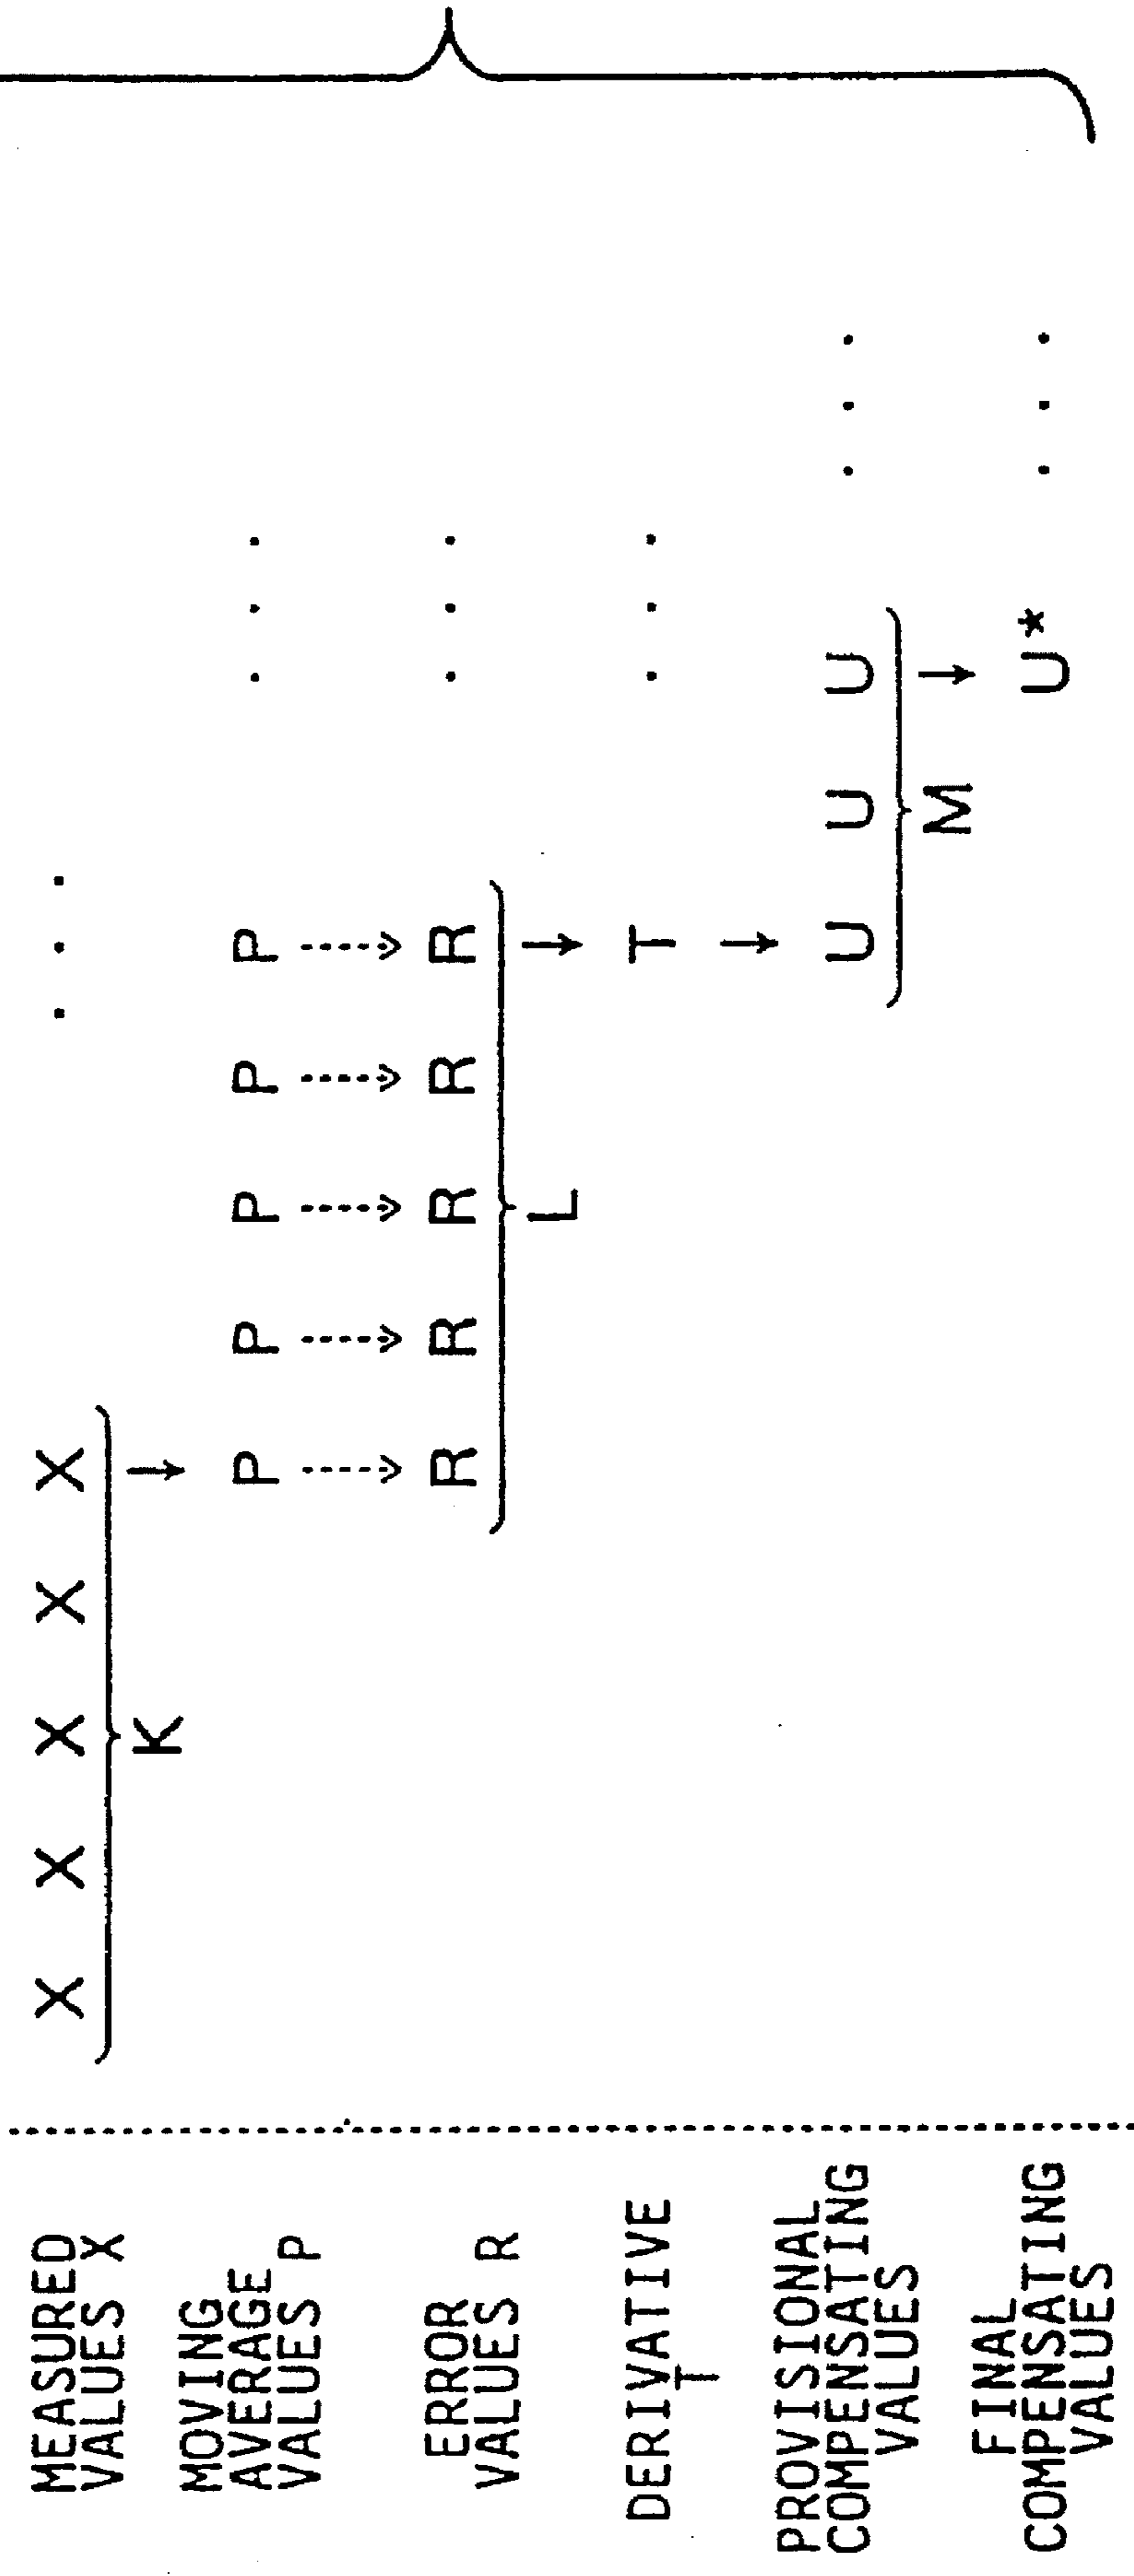 MEASURED
VALUES X
X X X X X . . .
K
MOVING
AVERAGE
VALUES P
P P P P P . . .
ERROR
VALUES R
R R R R R . . .
L
DERIVATIVE
T
T . . .
PROVISIONAL
COMPENSATING
VALUES
U U U . . .
M
FINAL
COMPENSATING
VALUES
U* . . .